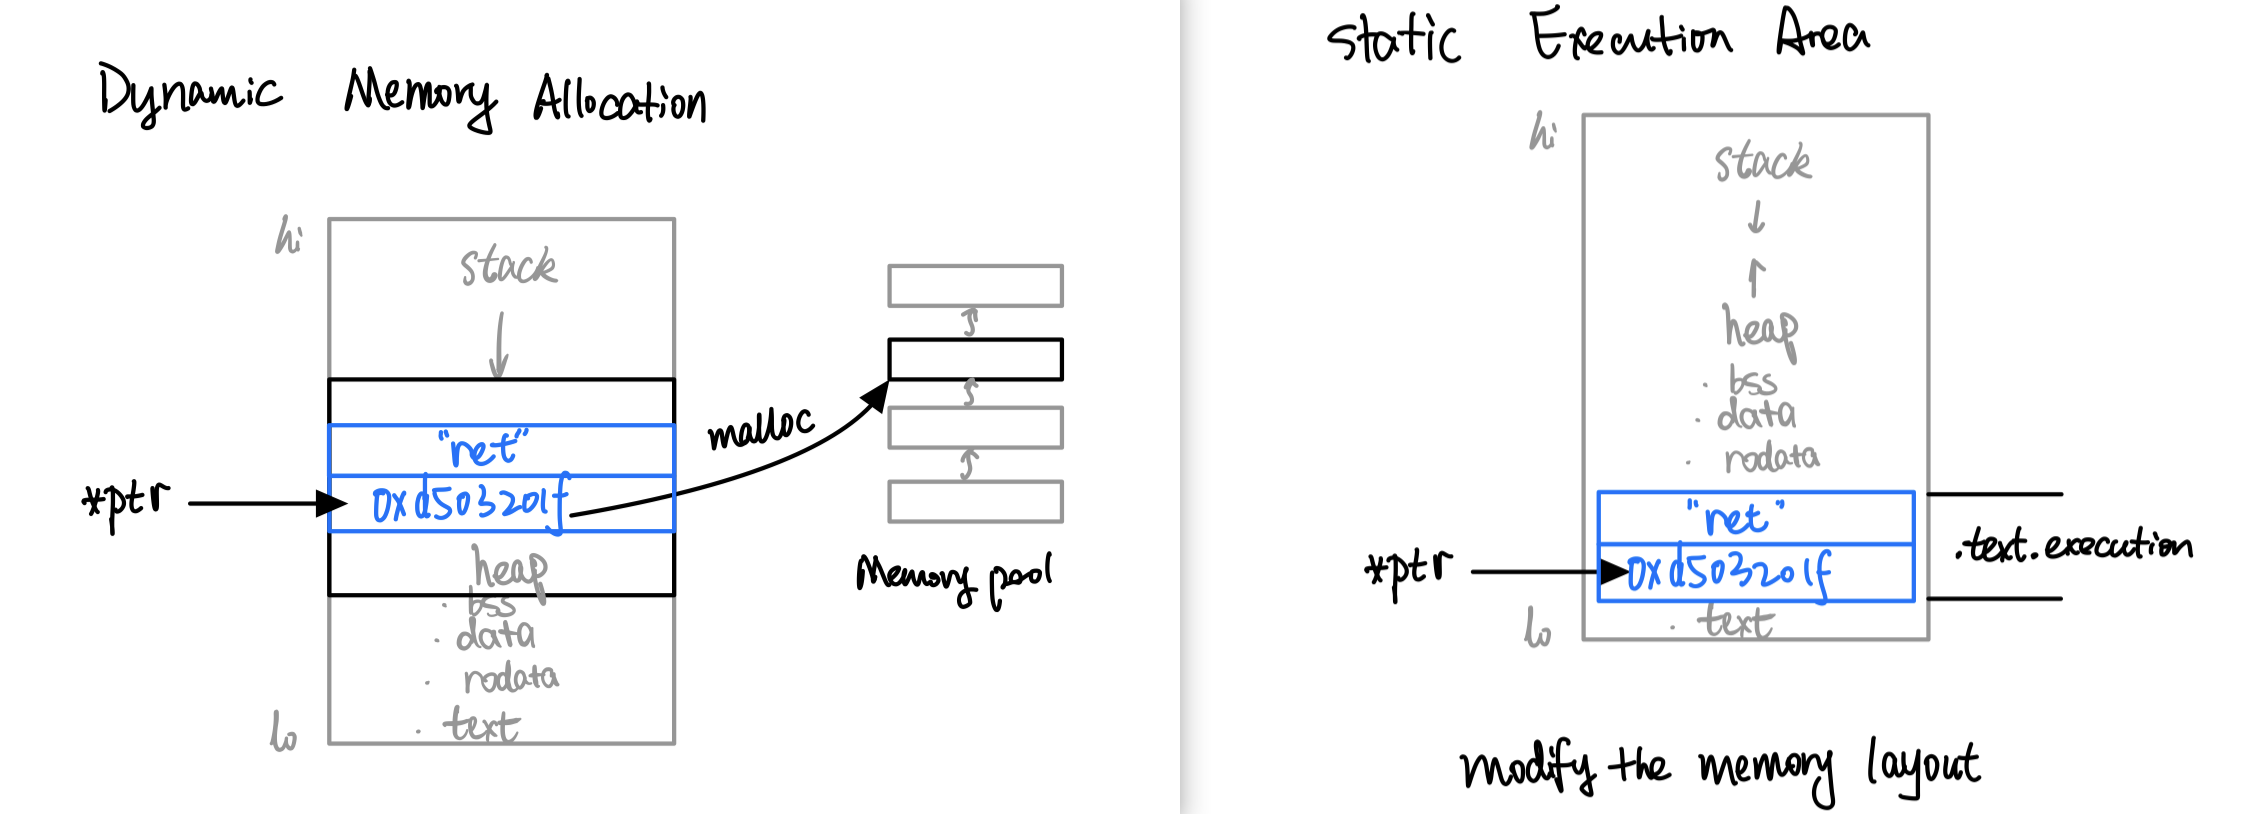 Dynamic Memory Allocation
hi
stack
"ret"
*ptr
0xd503201f
malloc
heap
. bss
. data
. rodata
lo
. text
Memory pool
static Execution Area
hi
stack
heap
. bss
. data
. rodata
"ret"
*ptr
0xd503201f
.text.execution
lo
. text
modify the memory layout